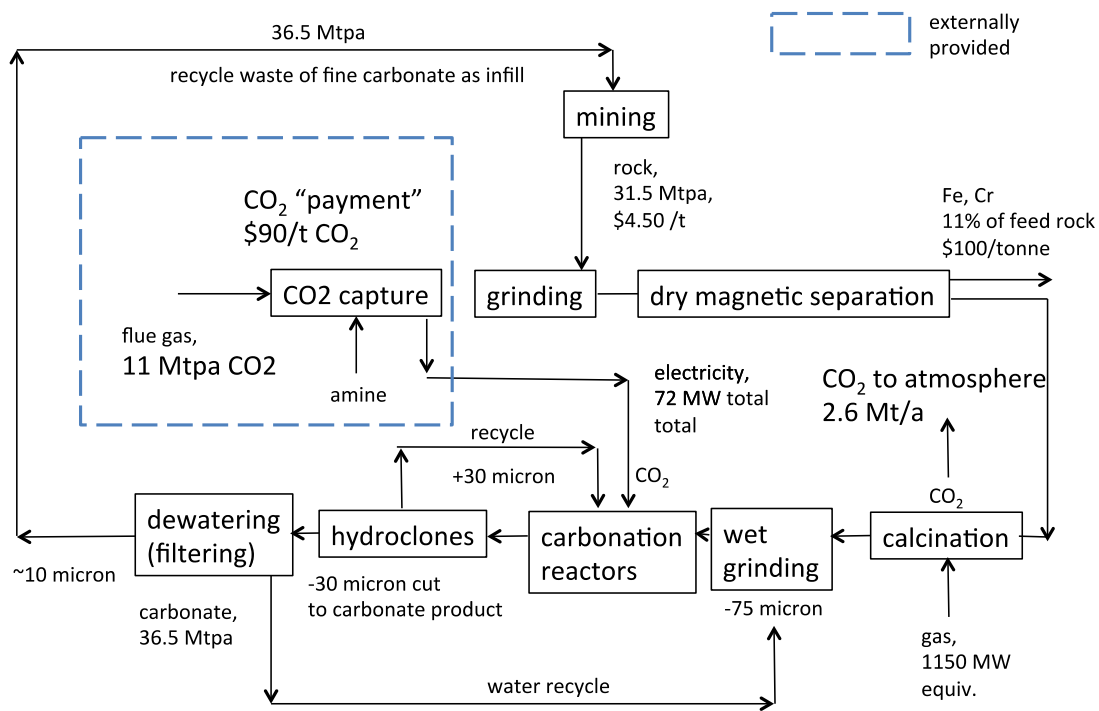 36.5 Mtpa
recycle waste of fine carbonate as infill
externally
provided
mining
rock,
31.5 Mtpa,
$4.50 /t
CO₂ “payment”
$90/t CO₂
Fe, Cr
11% of feed rock
$100/tonne
CO2 capture
grinding
dry magnetic separation
flue gas,
11 Mtpa CO2
amine
electricity,
72 MW total
total
CO₂ to atmosphere
2.6 Mt/a
recycle
+30 micron
CO₂
CO₂
dewatering
(filtering)
hydroclones
carbonation
reactors
wet
grinding
calcination
~10 micron
-30 micron cut
to carbonate product
-75 micron
carbonate,
36.5 Mtpa
gas,
1150 MW
equiv.
water recycle